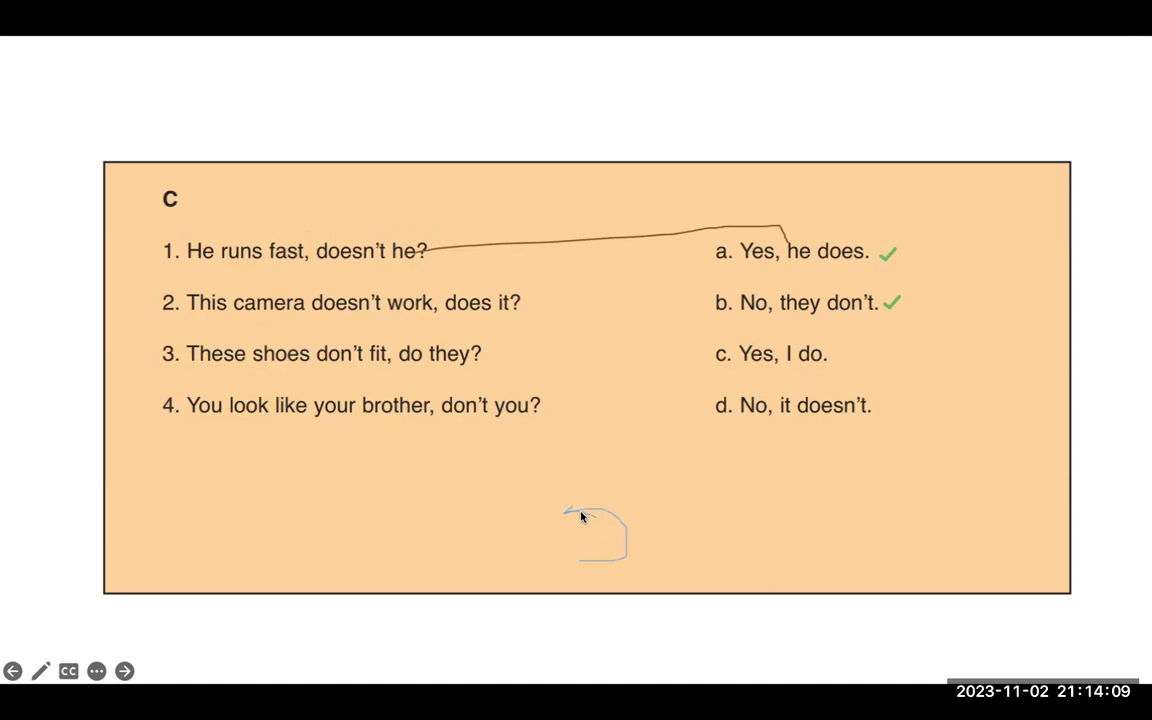 C
1. He runs fast, doesn't he? a. Yes, he does.
2. This camera doesn't work, does it? b. No, they don't.
3. These shoes don't fit, do they? c. Yes, I do.
4. You look like your brother, don't you? d. No, it doesn't.
CC
2023-11-02 21:14:09